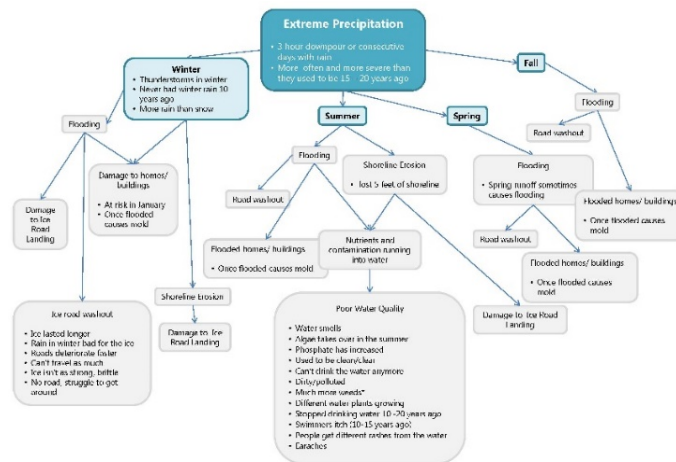 Extreme Precipitation
• 3 hour downpour or consecutive
days with rain
• More often and more severe than
they used to be 15 - 20 years ago
Winter
• Thunderstorms in winter
• Never had winter rain 10
years ago
• More rain than snow
Fall
Summer
Spring
Flooding
Damage to homes/
buildings
• At risk in January
• Once flooded
causes mold
Damage
to Ice
Road
Landing
Ice road washout
• Ice lasted longer
• Rain in winter bad for the ice
• Roads deteriorate faster
• Can't travel as much
• Ice isn't as strong, brittle
• No road, struggle to get
around
Shoreline Erosion
Damage to Ice
Road Landing
Flooding
Road washout
Flooded homes/ buildings
• Once flooded causes mold
Shoreline Erosion
• lost 5 feet of shoreline
Nutrients and
contamination running
into water
Poor Water Quality
• Water smells
• Algae takes over in the summer
• Phosphate has increased
• Used to be clean/clear
• Can't drink the water anymore
• Dirty/polluted
• Much more weeds"
• Different water plants growing
• Stopped drinking water 10 -20 years ago
• Swimmers itch (10-15 years ago)
• People get different rashes from the water
• Earaches
Damage to Ice Road
Landing
Flooding
• Spring runoff sometimes
causes flooding
Road washout
Flooded homes/ buildings
• Once flooded causes
mold
Flooding
Road washout
Flooded homes/ buildings
• Once flooded causes
mold